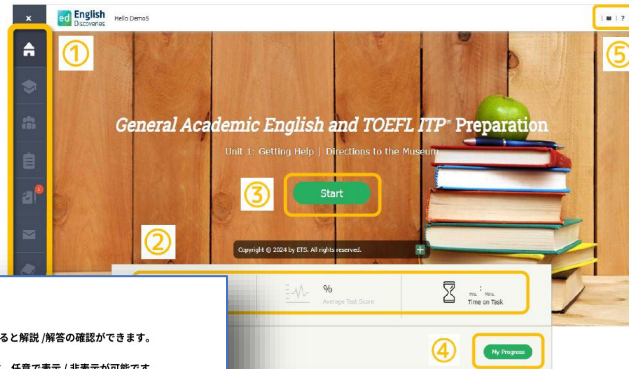 ×
ed English Discoveries
Hello Demo5
?
①
⑤
General Academic English and TOEFL ITP® Preparation
Unit 1: Getting Help | Directions to the Museum
③
Start
②
Copyright @ 2024 by ETS. All rights reserved.
%
Average Test Score
:
Hrs. Mins.
Time on Task
ると解説/解答の確認ができます。
任意で表示/非表示が可能です
④
My Progress